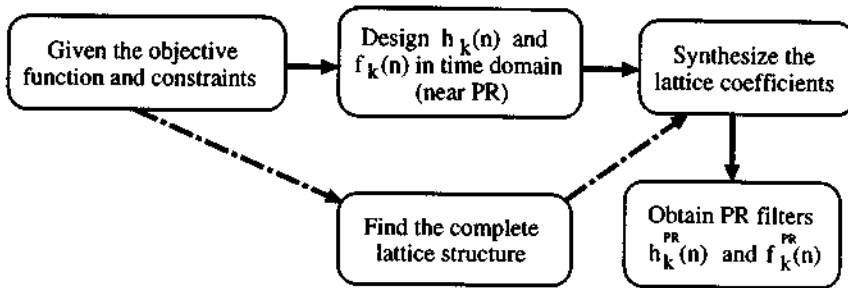 Given the objective
function and constraints
Design h_k(n) and
f_k(n) in time domain
(near PR)
Synthesize the
lattice coefficients
Find the complete
lattice structure
Obtain PR filters
h_k^PR(n) and f_k^PR(n)